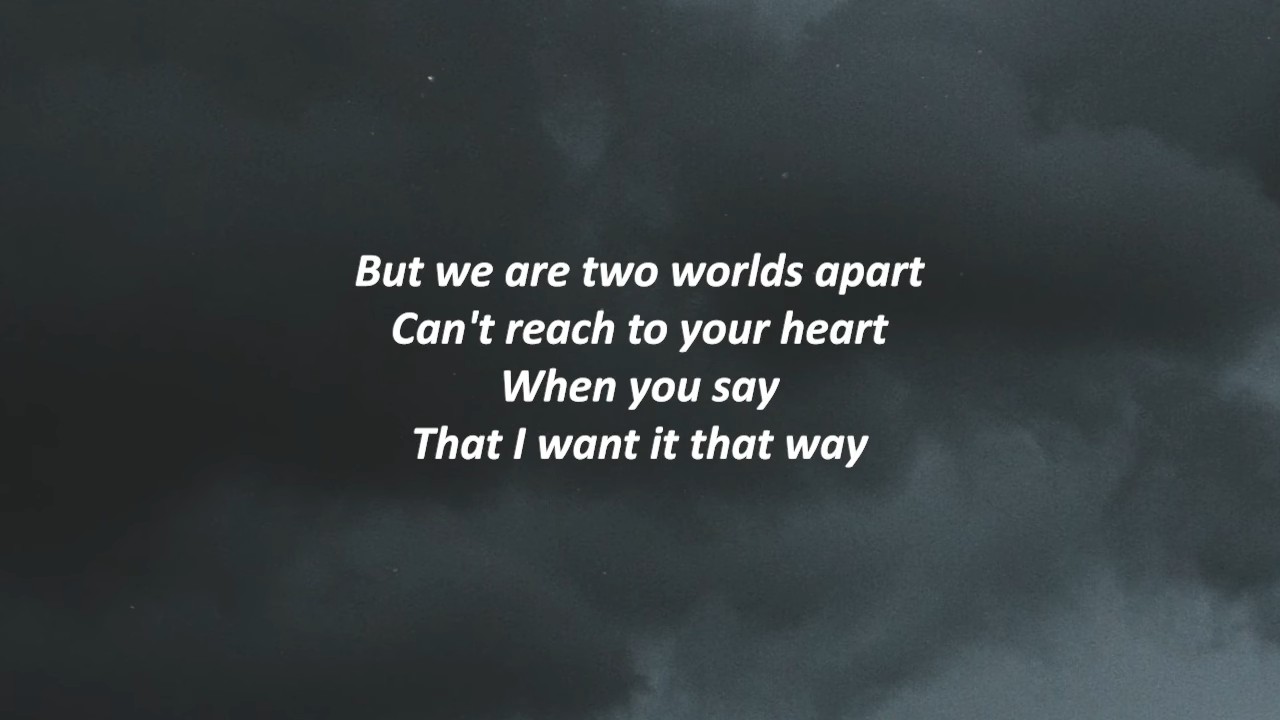 But we are two worlds apart
Can't reach to your heart
When you say
That I want it that way